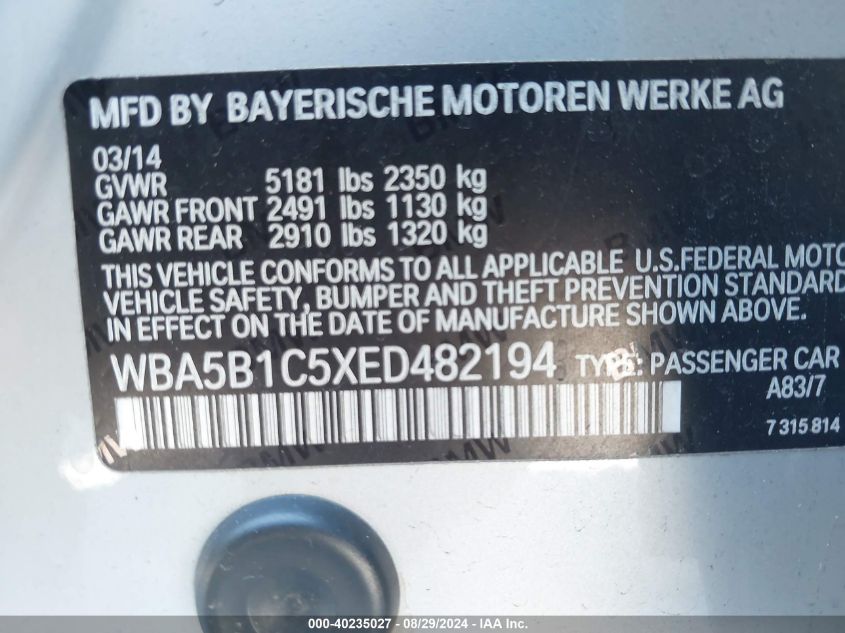 MFD BY BAYERISCHE MOTOREN WERKE AG
03/14
GVWR 5181 lbs 2350 kg
GAWR FRONT 2491 lbs 1130 kg
GAWR REAR 2910 lbs 1320 kg
THIS VEHICLE CONFORMS TO ALL APPLICABLE U.S.FEDERAL MOTO
VEHICLE SAFETY, BUMPER AND THEFT PREVENTION STANDARD
IN EFFECT ON THE DATE OF MANUFACTURE SHOWN ABOVE.
WBA5B1C5XED482194 TYPE: PASSENGER CAR
A83/7
7 315 814
000-40235027 - 08/29/2024 - IAA Inc.